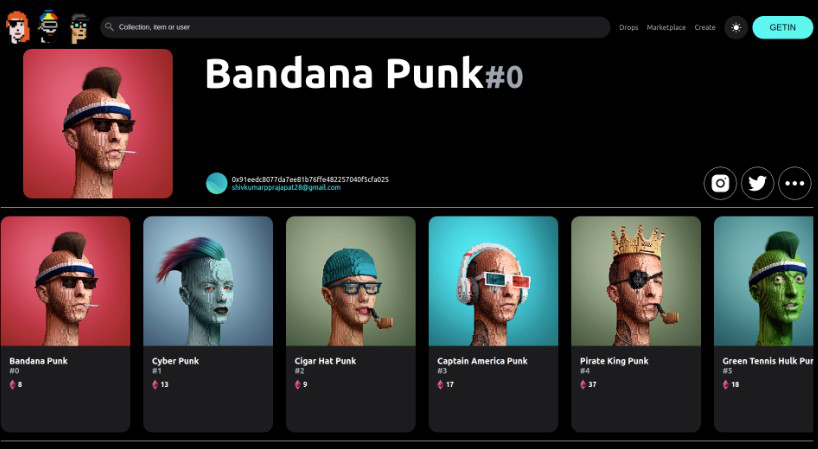 Collection, item or user
Drops Marketplace Create
GETIN
Bandana Punk#0
0x91eedc8077da7ee81b76ffe482257040f5cfa025
shivkumarpprajapat28@gmail.com
Bandana Punk
#0
8
Cyber Punk
#1
13
Cigar Hat Punk
#2
9
Captain America Punk
#3
17
Pirate King Punk
#4
37
Green Tennis Hulk Pun
#5
18